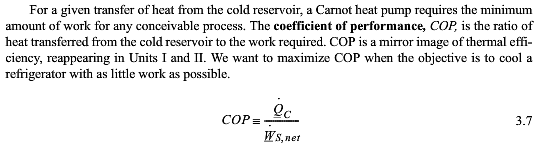 For a given transfer of heat from the cold reservoir, a Carnot heat pump requires the minimum
amount of work for any conceivable process. The coefficient of performance, COP, is the ratio of
heat transferred from the cold reservoir to the work required. COP is a mirror image of thermal effi-
ciency, reappearing in Units I and II. We want to maximize COP when the objective is to cool a
refrigerator with as little work as possible.
COP ≡ Q̇_C / Ẇ_S,net 3.7